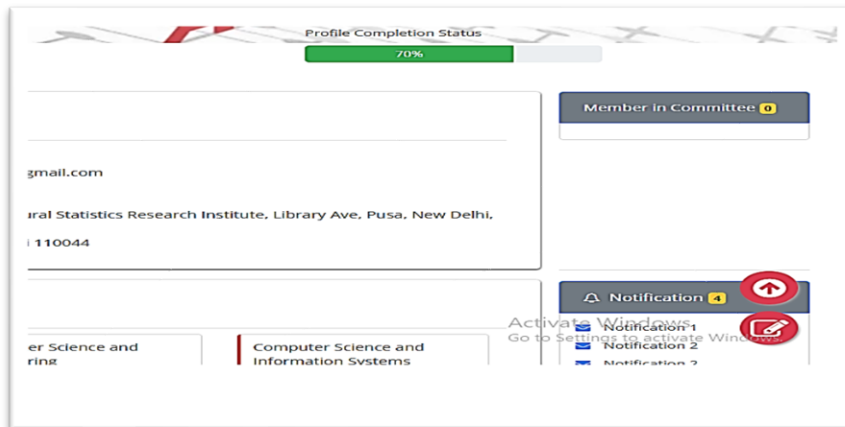 Profile Completion Status
70%
Member in Committee 0
gmail.com
ural Statistics Research Institute, Library Ave, Pusa, New Delhi,
i 110044
Notification 4
Activate Windows
Go to Settings to activate Windows.
Notification 1
Notification 2
Notification 2
er Science and
ring
Computer Science and
Information Systems